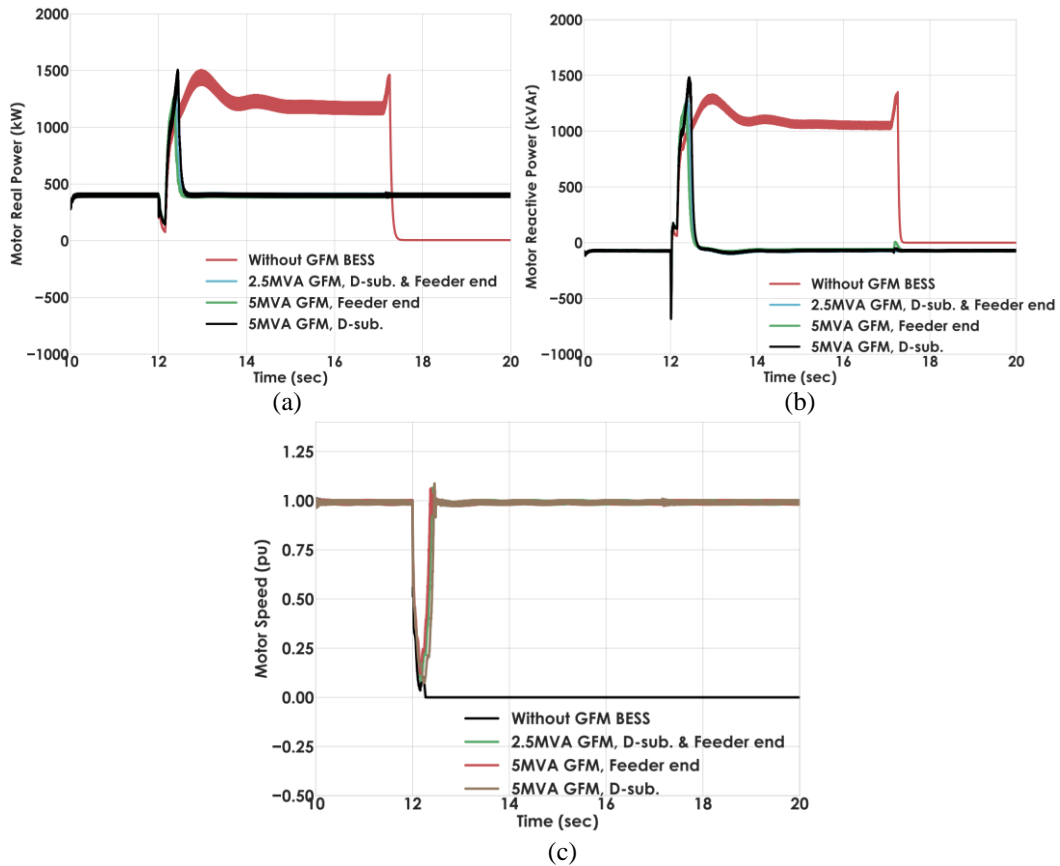 2000
1500
1000
500
0
−500
−1000
Motor Real Power (kW)
Without GFM BESS
2.5MVA GFM, D-sub. & Feeder end
5MVA GFM, Feeder end
5MVA GFM, D-sub.
10 12 14 16 18 20
Time (sec)
(a)
2000
1500
1000
500
0
−500
−1000
Motor Reactive Power (kVAr)
Without GFM BESS
2.5MVA GFM, D-sub. & Feeder end
5MVA GFM, Feeder end
5MVA GFM, D-sub.
10 12 14 16 18 20
Time (sec)
(b)
1.25
1.00
0.75
0.50
0.25
0.00
−0.25
−0.50
Motor Speed (pu)
Without GFM BESS
2.5MVA GFM, D-sub. & Feeder end
5MVA GFM, Feeder end
5MVA GFM, D-sub.
10 12 14 16 18 20
Time (sec)
(c)